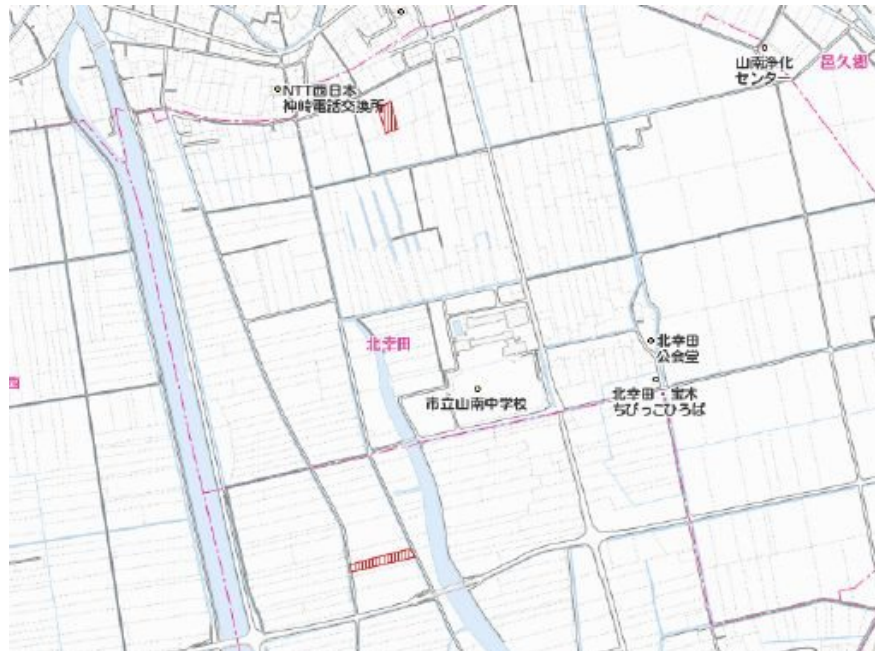 山南浄化
センター
邑久郷
NTT西日本
神崎電話交換所
北幸田
北幸田
公会堂
市立山南中学校
北幸田・宝木
ちびっこひろば